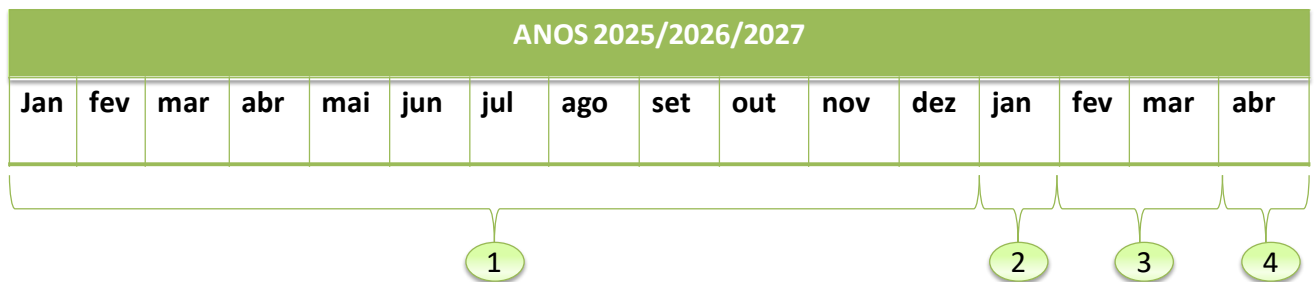 ANOS 2025/2026/2027
Jan fev mar abr mai jun jul ago set out nov dez jan fev mar abr
1 2 3 4